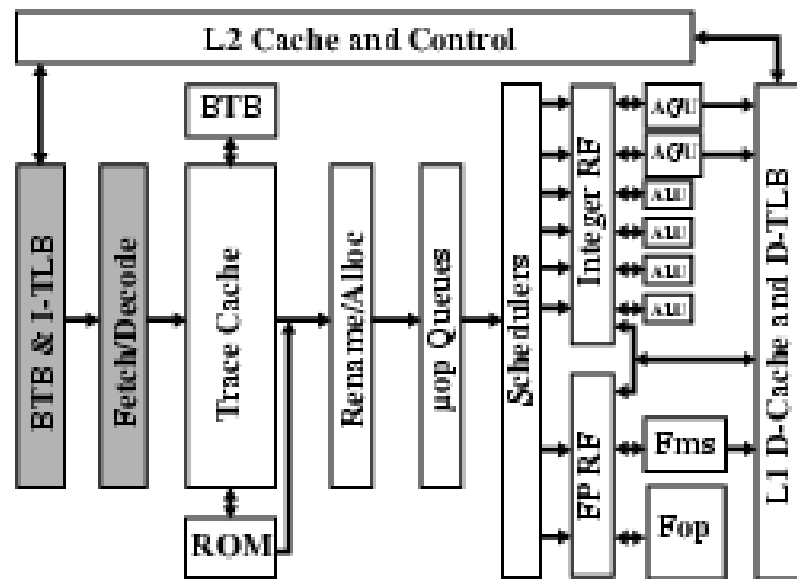 L2 Cache and Control
BTB
BTB & I-TLB
Fetch/Decode
Trace Cache
ROM
Rename/Alloc
μop Queues
Schedulers
Integer RF
FP RF
AGU
AGU
ALU
ALU
ALU
ALU
Fms
Fop
L1 D-Cache and D-TLB